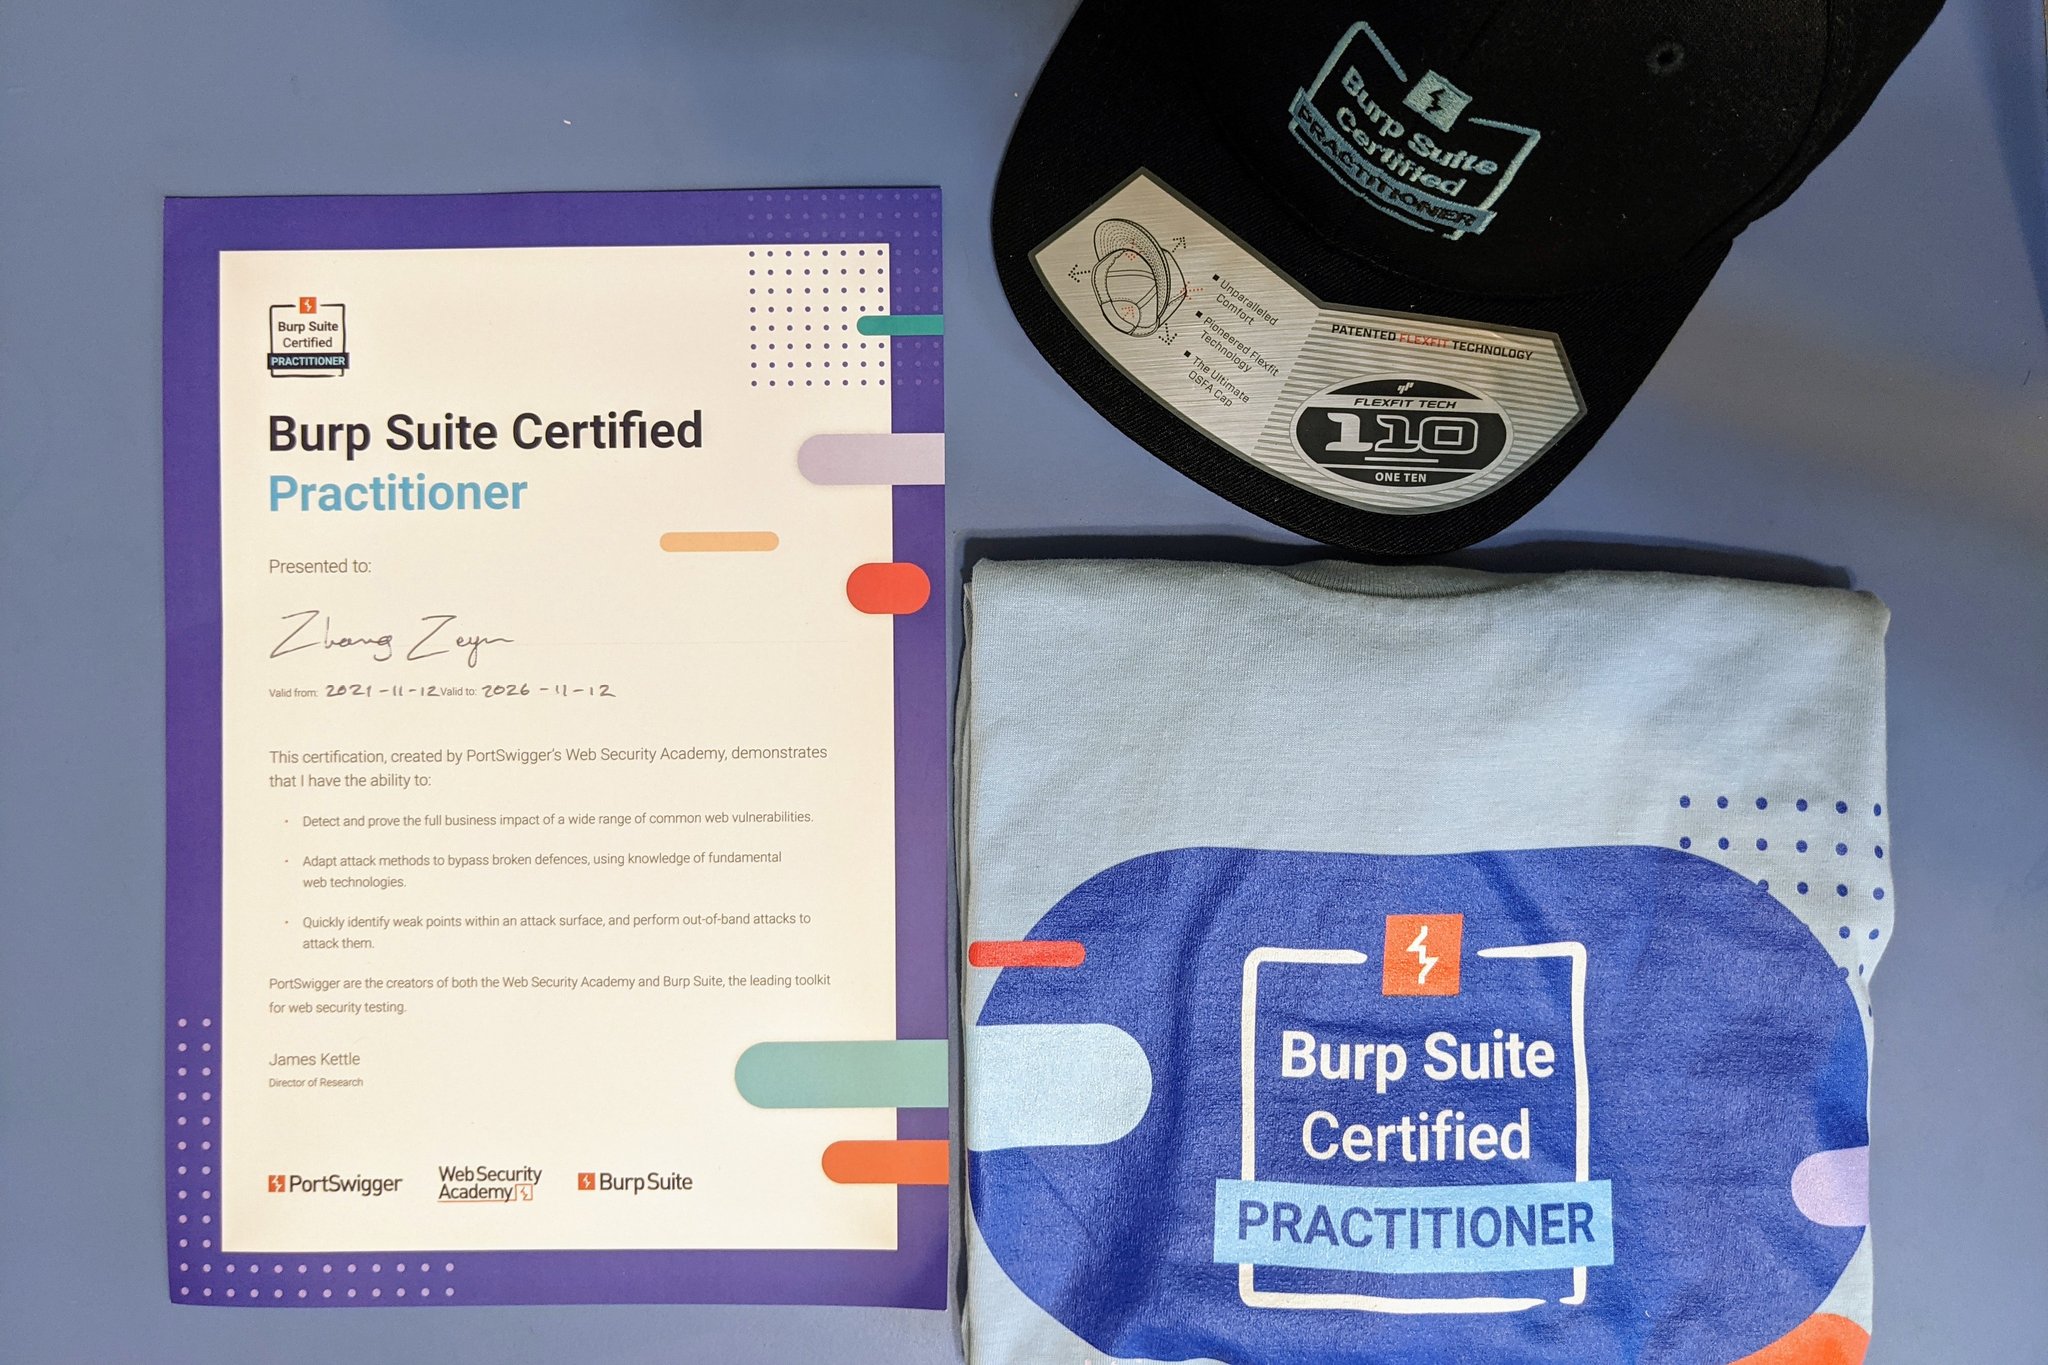 Burp Suite
Certified
PRACTITIONER
Burp Suite Certified
Practitioner
Presented to:
Zhang Zeyu
Valid from: 2021-11-12 Valid to: 2026-11-12
This certification, created by PortSwigger's Web Security Academy, demonstrates
that I have the ability to:
• Detect and prove the full business impact of a wide range of common web vulnerabilities.
• Adapt attack methods to bypass broken defences, using knowledge of fundamental
web technologies.
• Quickly identify weak points within an attack surface, and perform out-of-band attacks to
attack them.
PortSwigger are the creators of both the Web Security Academy and Burp Suite, the leading toolkit
for web security testing.
James Kettle
Director of Research
PortSwigger
Web Security
Academy
Burp Suite
Burp Suite
Certified
PRACTITIONER
■ Unparalleled
Comfort
■ Pioneered Flexfit
Technology
■ The Ultimate
OSFA Cap
PATENTED FLEXFIT TECHNOLOGY
FLEXFIT TECH
110
ONE TEN
Burp Suite
Certified
PRACTITIONER